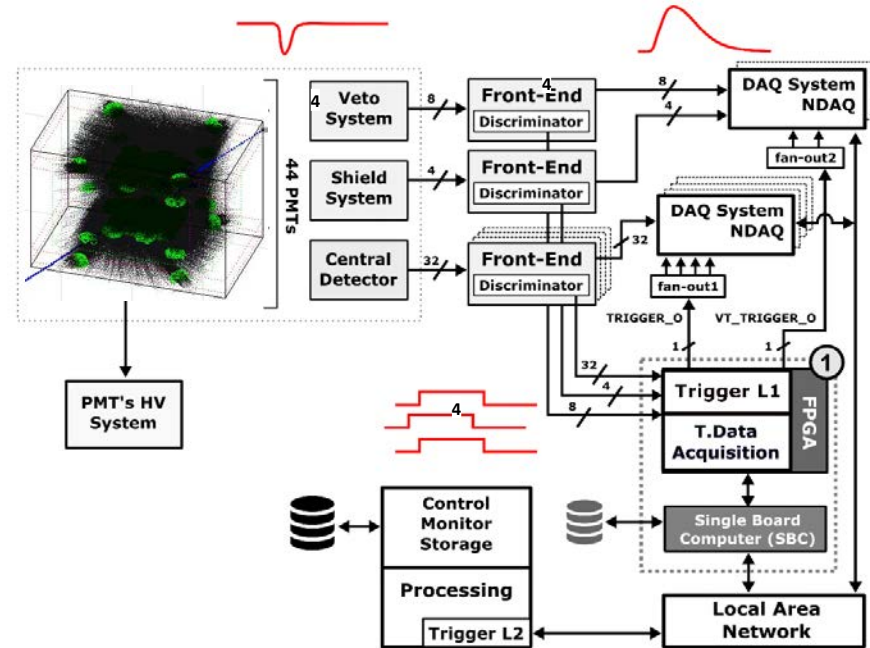 4
8
Veto
System
8
Front-End
Discriminator
4
8
4
DAQ System
NDAQ
fan-out2
44 PMTs
Shield
System
4
Front-End
Discriminator
DAQ System
NDAQ
fan-out1
Central
Detector
32
Front-End
Discriminator
32
TRIGGER_O
VT_TRIGGER_O
1
1
1
32
4
8
Trigger L1
T.Data
Acquisition
FPGA
PMT's HV
System
4
Control
Monitor
Storage
Processing
Trigger L2
Single Board
Computer (SBC)
Local Area
Network